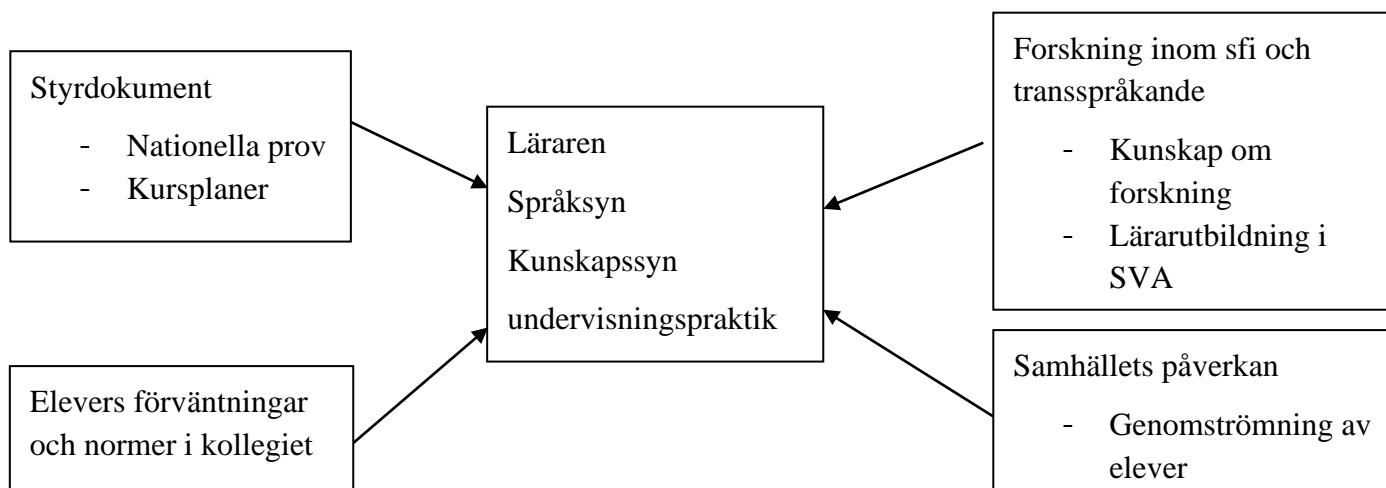 Styrdokument
- Nationella prov
- Kursplaner
Elevers förväntningar
och normer i kollegiet
Läraren
Språksyn
Kunskapssyn
undervisningspraktik
Forskning inom sfi och
transspråkande
- Kunskap om
forskning
- Lärarutbildning i
SVA
Samhällets påverkan
- Genomströmning av
elever